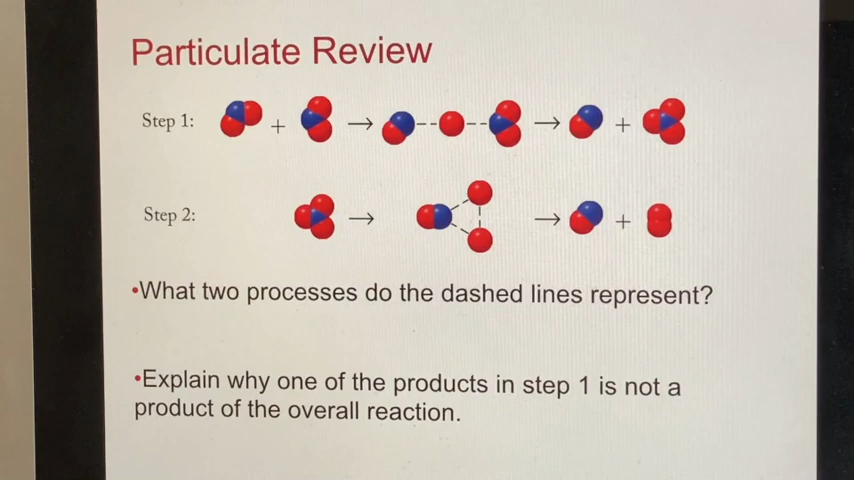 Particulate Review
Step 1: + → → +
Step 2: → → +
•What two processes do the dashed lines represent?
•Explain why one of the products in step 1 is not a
product of the overall reaction.